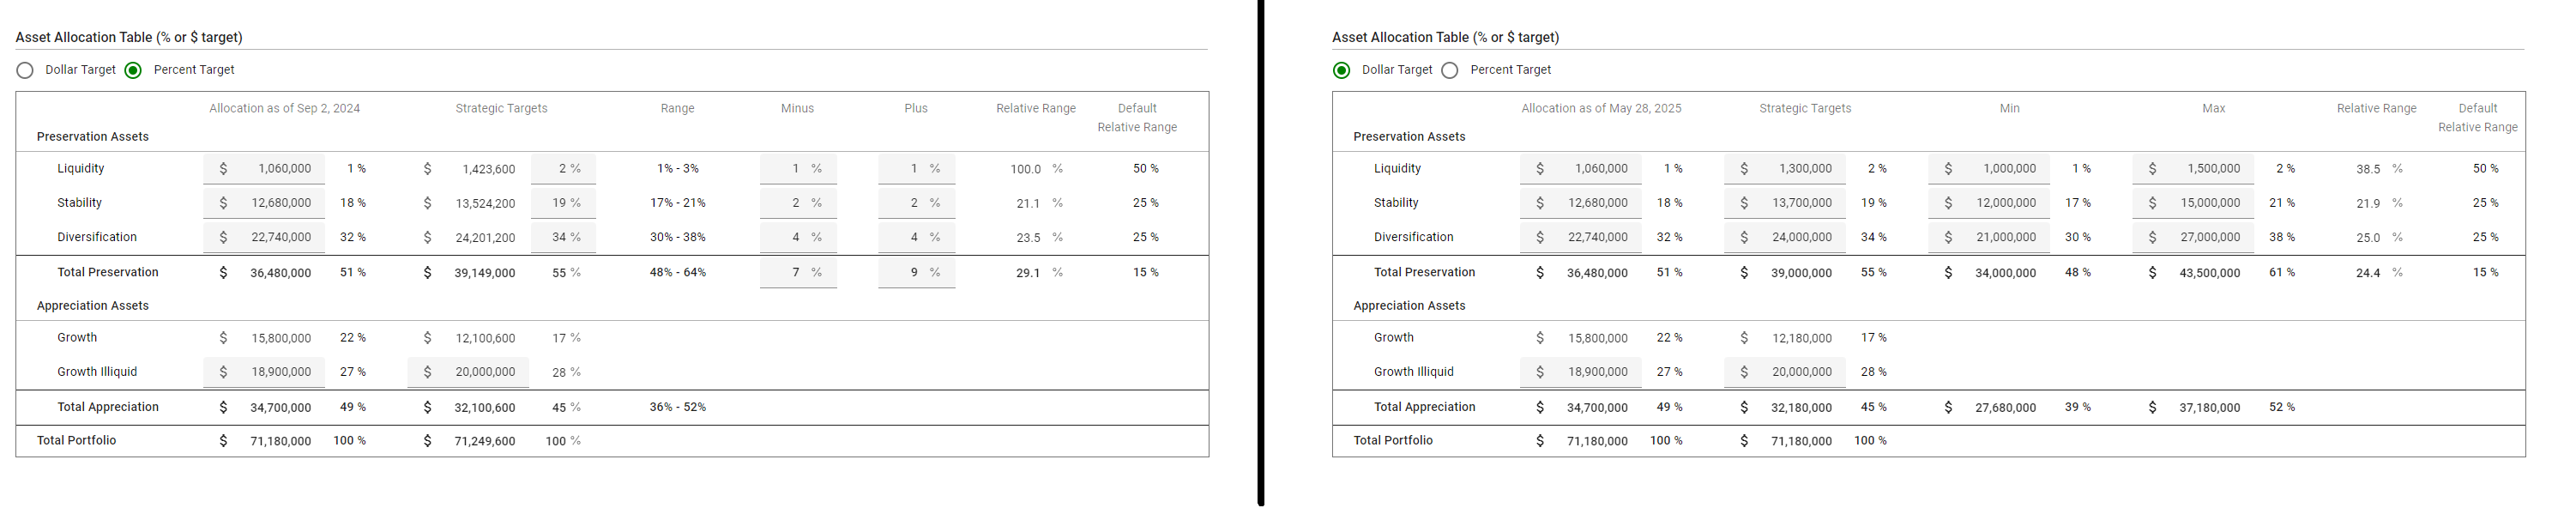 Asset Allocation Table (% or $ target)
Dollar Target Percent Target
Allocation as of Sep 2, 2024 Strategic Targets Range Minus Plus Relative Range Default
Relative Range
Preservation Assets
Liquidity $ 1,060,000 1 % $ 1,423,600 2 % 1% - 3% 1 % 1 % 100.0 % 50 %
Stability $ 12,680,000 18 % $ 13,524,200 19 % 17% - 21% 2 % 2 % 21.1 % 25 %
Diversification $ 22,740,000 32 % $ 24,201,200 34 % 30% - 38% 4 % 4 % 23.5 % 25 %
Total Preservation $ 36,480,000 51 % $ 39,149,000 55 % 48% - 64% 7 % 9 % 29.1 % 15 %
Appreciation Assets
Growth $ 15,800,000 22 % $ 12,100,600 17 %
Growth Illiquid $ 18,900,000 27 % $ 20,000,000 28 %
Total Appreciation $ 34,700,000 49 % $ 32,100,600 45 % 36% - 52%
Total Portfolio $ 71,180,000 100 % $ 71,249,600 100 %
Asset Allocation Table (% or $ target)
Dollar Target Percent Target
Allocation as of May 28, 2025 Strategic Targets Min Max Relative Range Default
Relative Range
Preservation Assets
Liquidity $ 1,060,000 1 % $ 1,300,000 2 % $ 1,000,000 1 % $ 1,500,000 2 % 38.5 % 50 %
Stability $ 12,680,000 18 % $ 13,700,000 19 % $ 12,000,000 17 % $ 15,000,000 21 % 21.9 % 25 %
Diversification $ 22,740,000 32 % $ 24,000,000 34 % $ 21,000,000 30 % $ 27,000,000 38 % 25.0 % 25 %
Total Preservation $ 36,480,000 51 % $ 39,000,000 55 % $ 34,000,000 48 % $ 43,500,000 61 % 24.4 % 15 %
Appreciation Assets
Growth $ 15,800,000 22 % $ 12,180,000 17 %
Growth Illiquid $ 18,900,000 27 % $ 20,000,000 28 %
Total Appreciation $ 34,700,000 49 % $ 32,180,000 45 % $ 27,680,000 39 % $ 37,180,000 52 %
Total Portfolio $ 71,180,000 100 % $ 71,180,000 100 %